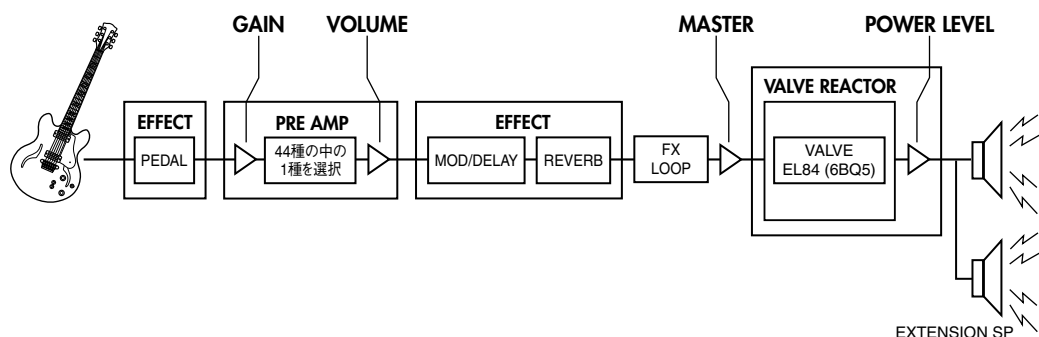 GAIN
VOLUME
MASTER
POWER LEVEL
VALVE REACTOR
EFFECT
PRE AMP
EFFECT
PEDAL
44種の中の
1種を選択
MOD/DELAY
REVERB
FX
LOOP
VALVE
EL84 (6BQ5)
EXTENSION SP